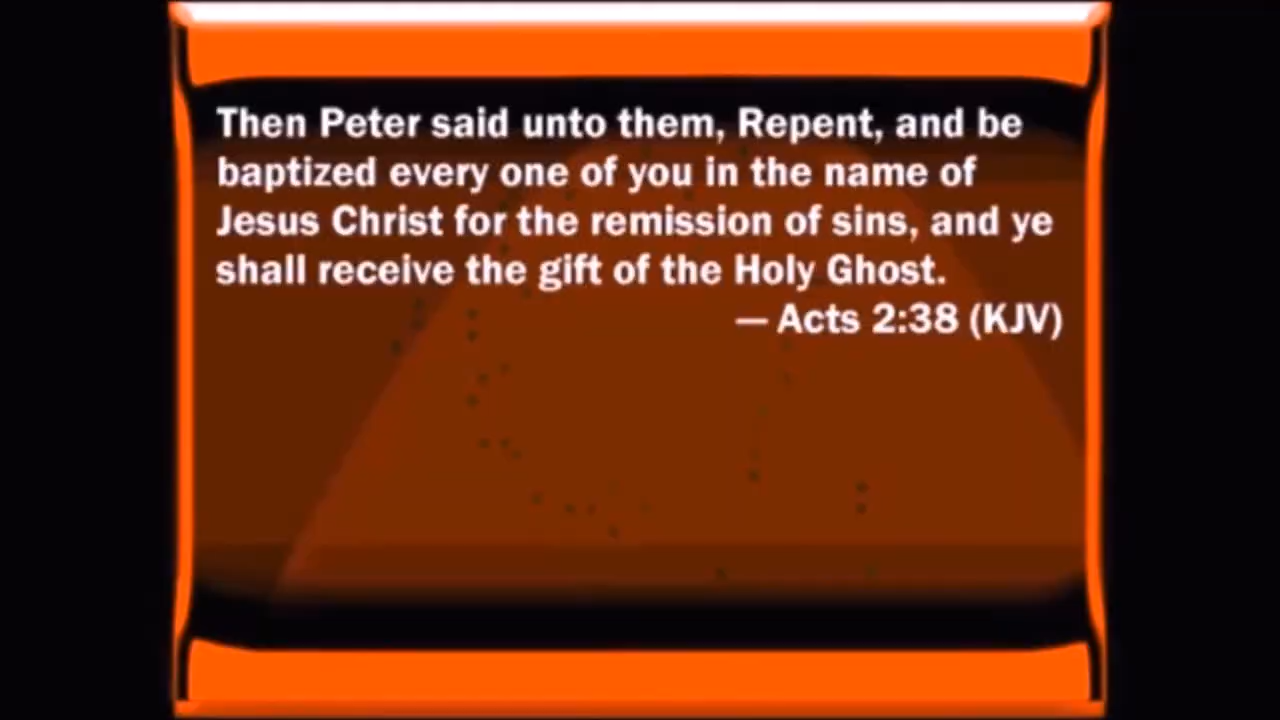 Then Peter said unto them, Repent, and be
baptized every one of you in the name of
Jesus Christ for the remission of sins, and ye
shall receive the gift of the Holy Ghost.
— Acts 2:38 (KJV)